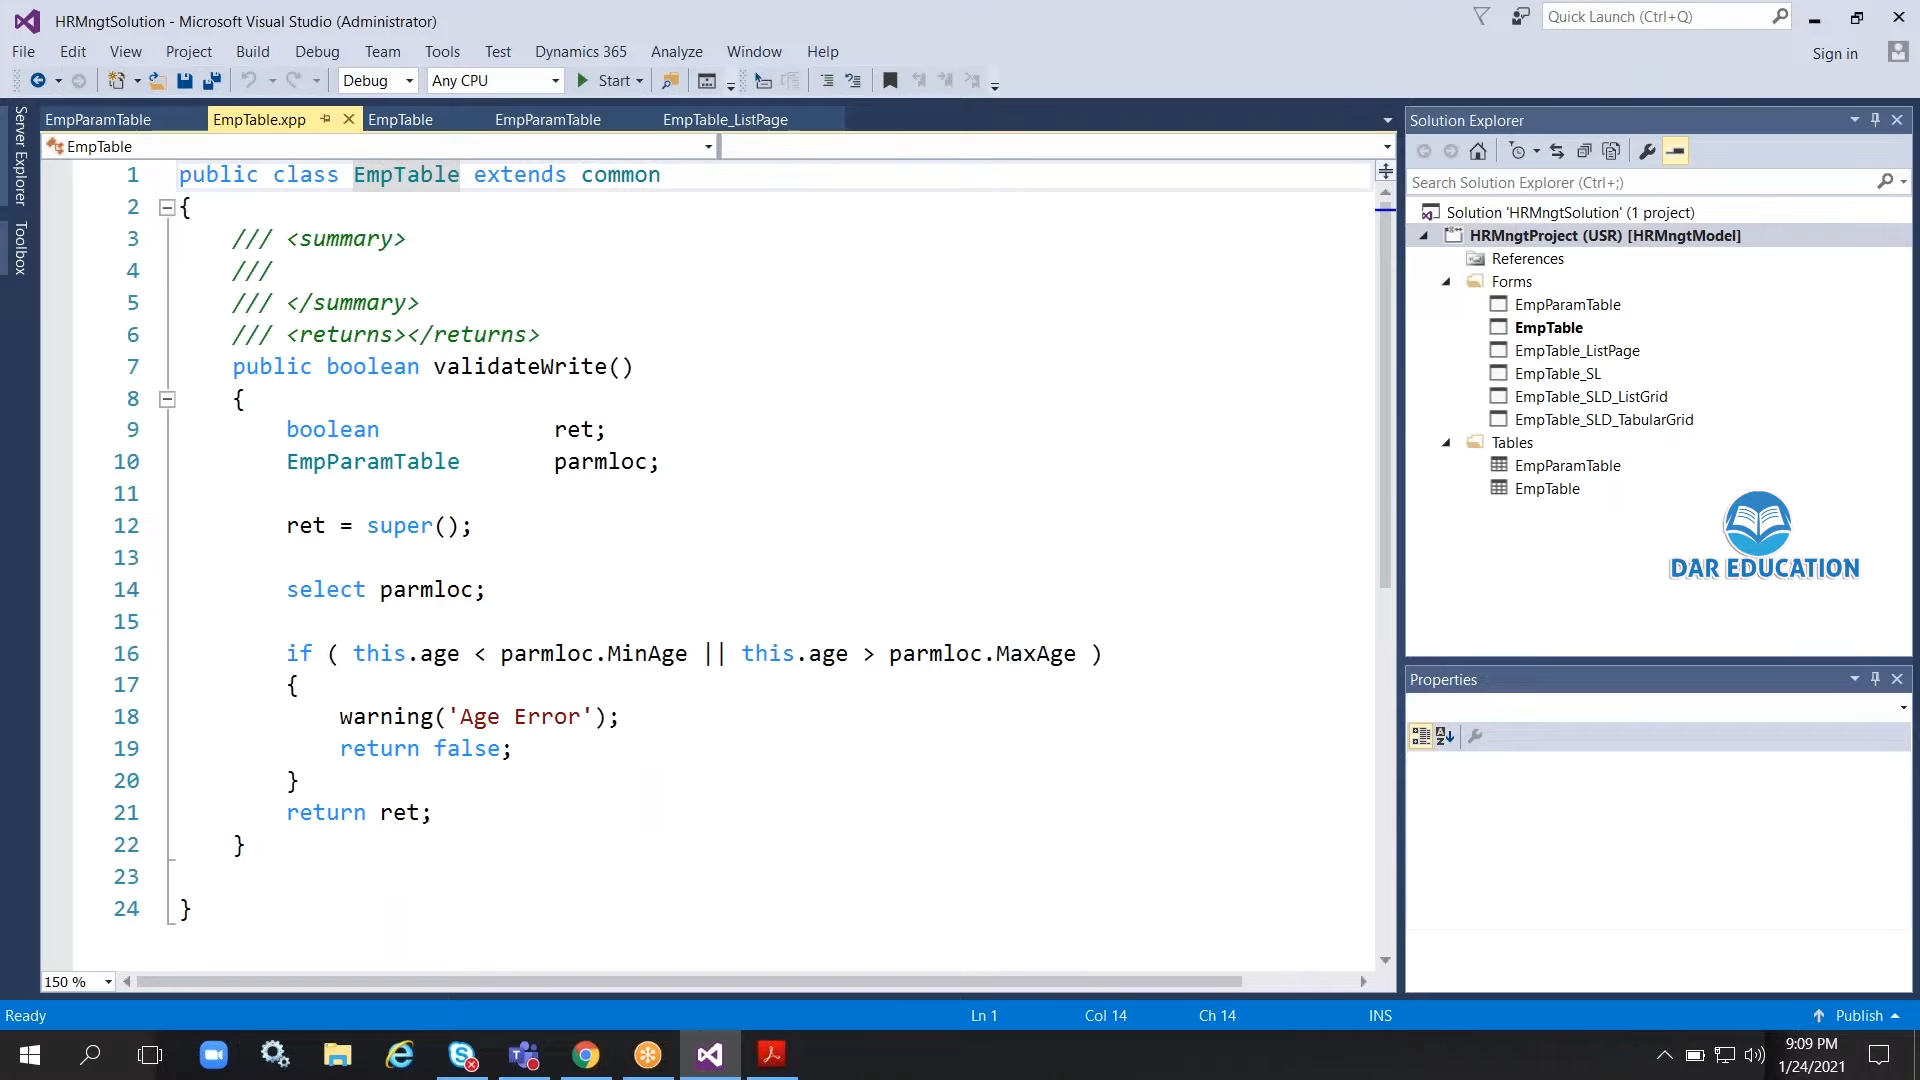 HRMngtSolution - Microsoft Visual Studio (Administrator)
Quick Launch (Ctrl+Q)
File Edit View Project Build Debug Team Tools Test Dynamics 365 Analyze Window Help
Sign in
Debug Any CPU Start
Server Explorer
Toolbox
EmpParamTable EmpTable.xpp EmpTable EmpParamTable EmpTable_ListPage
EmpTable
1 public class EmpTable extends common
2 {
3 /// <summary>
4 ///
5 /// </summary>
6 /// <returns></returns>
7 public boolean validateWrite()
8 {
9 boolean ret;
10 EmpParamTable parmloc;
11
12 ret = super();
13
14 select parmloc;
15
16 if ( this.age < parmloc.MinAge || this.age > parmloc.MaxAge )
17 {
18 warning('Age Error');
19 return false;
20 }
21 return ret;
22 }
23
24 }
150 %
Solution Explorer
Search Solution Explorer (Ctrl+;)
Solution 'HRMngtSolution' (1 project)
HRMngtProject (USR) [HRMngtModel]
References
Forms
EmpParamTable
EmpTable
EmpTable_ListPage
EmpTable_SL
EmpTable_SLD_ListGrid
EmpTable_SLD_TabularGrid
Tables
EmpParamTable
EmpTable
DAR EDUCATION
Properties
Ready Ln 1 Col 14 Ch 14 INS Publish
9:09 PM
1/24/2021